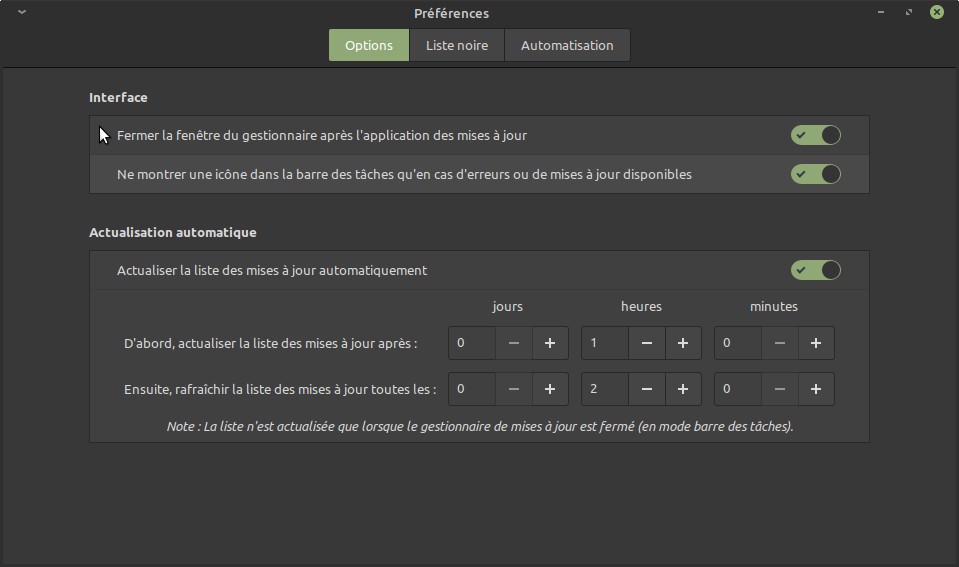 Préférences
Options
Liste noire
Automatisation
Interface
Fermer la fenêtre du gestionnaire après l'application des mises à jour
Ne montrer une icône dans la barre des tâches qu'en cas d'erreurs ou de mises à jour disponibles
Actualisation automatique
Actualiser la liste des mises à jour automatiquement
jours heures minutes
D'abord, actualiser la liste des mises à jour après : 0 − + 1 − + 0 − +
Ensuite, rafraîchir la liste des mises à jour toutes les : 0 − + 2 − + 0 − +
Note : La liste n'est actualisée que lorsque le gestionnaire de mises à jour est fermé (en mode barre des tâches).